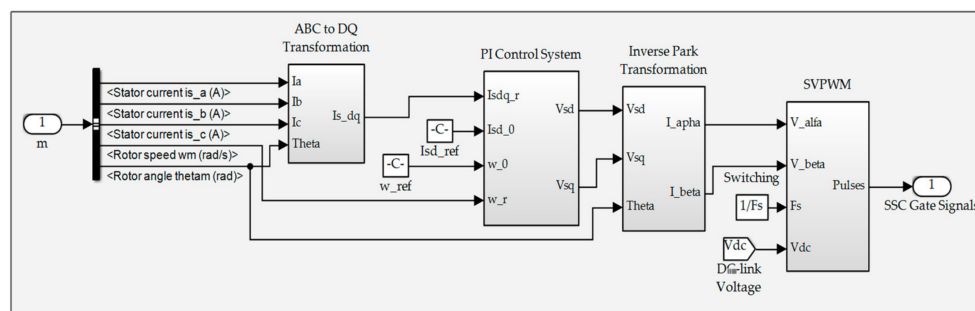 ABC to DQ
Transformation
PI Control System
Inverse Park
Transformation
SVPWM
1
m
<Stator current is_a (A)>
<Stator current is_b (A)>
<Stator current is_c (A)>
<Rotor speed wm (rad/s)>
<Rotor angle thetam (rad)>
Ia
Ib
Ic
Theta
Is_dq
-C-
Isd_ref
-C-
w_ref
Isdq_r
Isd_0
w_0
w_r
Vsd
Vsq
Vsd
Vsq
Theta
I_apha
I_beta
Switching
1/Fs
Vdc
-link
Voltage
V_alfa
V_beta
Fs
Vdc
Pulses
1
SSC Gate Signals